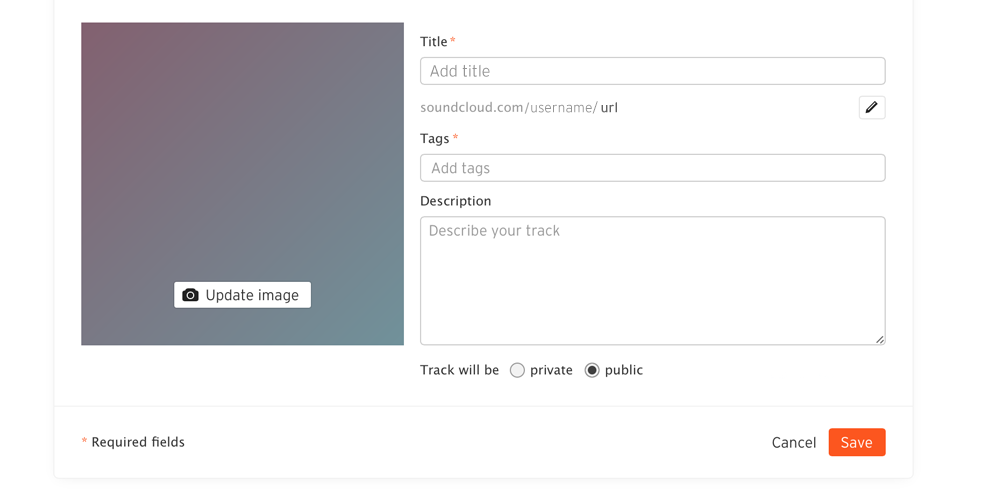 Title *
Add title
soundcloud.com/username/ url
Tags *
Add tags
Description
Describe your track
Update image
Track will be private public
* Required fields
Cancel Save